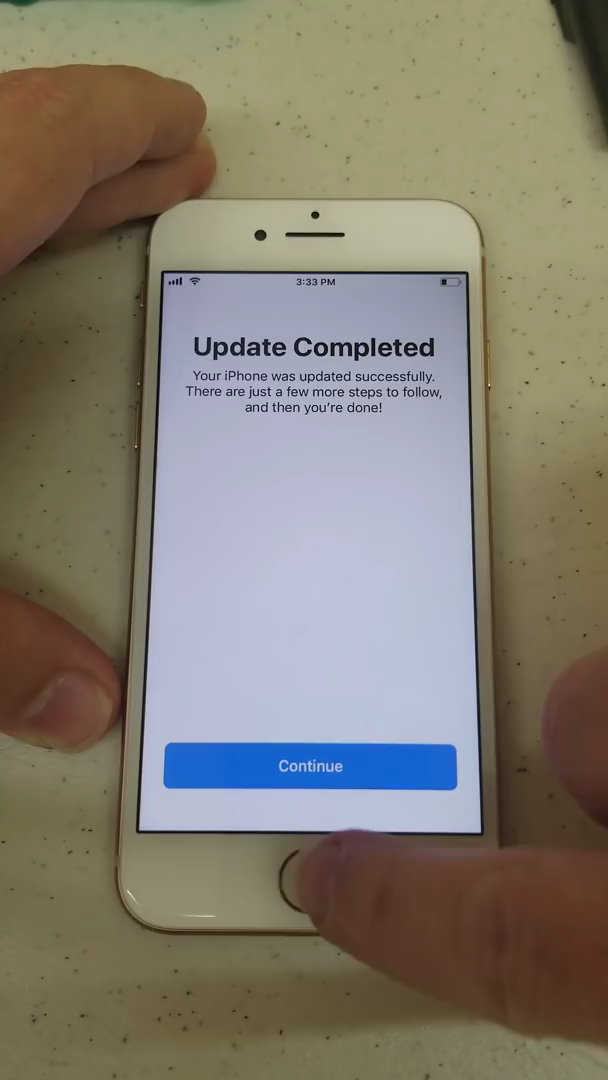 3:33 PM
Update Completed
Your iPhone was updated successfully.
There are just a few more steps to follow,
and then you’re done!
Continue